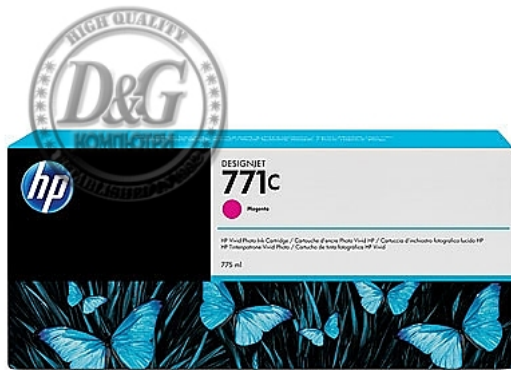 HIGH QUALITY
D&G
КОМПЮТРИ
hp
DESIGNJET
771C
Magenta
HP Vivid Photo Ink Cartridge / Cartouche d'encre Photo Vivid HP / Cartuccia d'inchiostro fotografico lucido HP
HP Tintenpatrone Vivid Photo / Cartucho de tinta fotográfica HP Vivid
775 ml